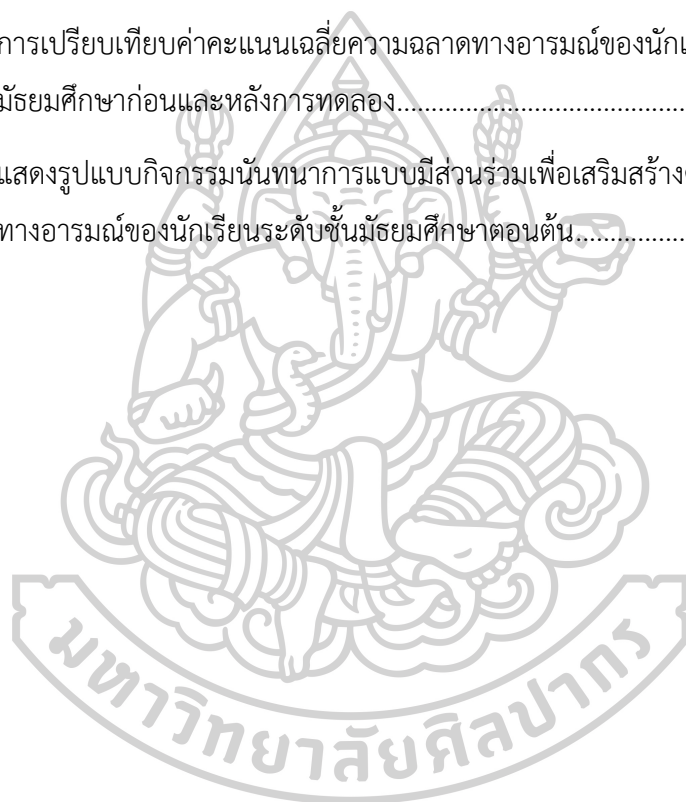 การเปรียบเทียบค่าคะแนนเฉลี่ยความฉลาดทางอารมณ์ของนัก
มัธยมศึกษาก่อนและหลังการทดลอง......................................
แสดงรูปแบบกิจกรรมนันทนาการแบบมีส่วนร่วมเพื่อเสริมสร้าง
ทางอารมณ์ของนักเรียนระดับชั้นมัธยมศึกษาตอนต้น..................
มหาวิทยาลัยศิลปากร